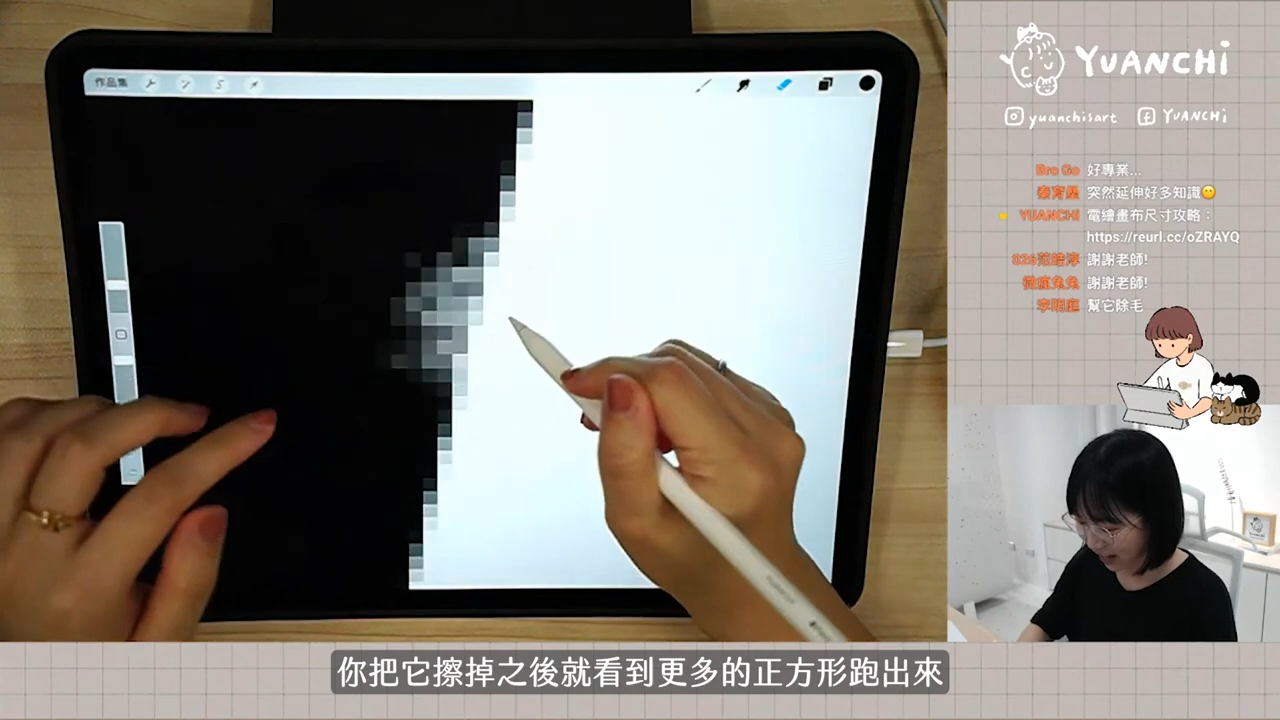 作品集
YUANCHi
yuanchisart
YUANCHi
Bro Go 好專業...
突然延伸好多知識
YUANCHI 電繪畫布尺寸攻略：
https://reurl.cc/oZRAYQ
謝謝老師!
謝謝老師!
幫它除毛
你把它擦掉之後就看到更多的正方形跑出來